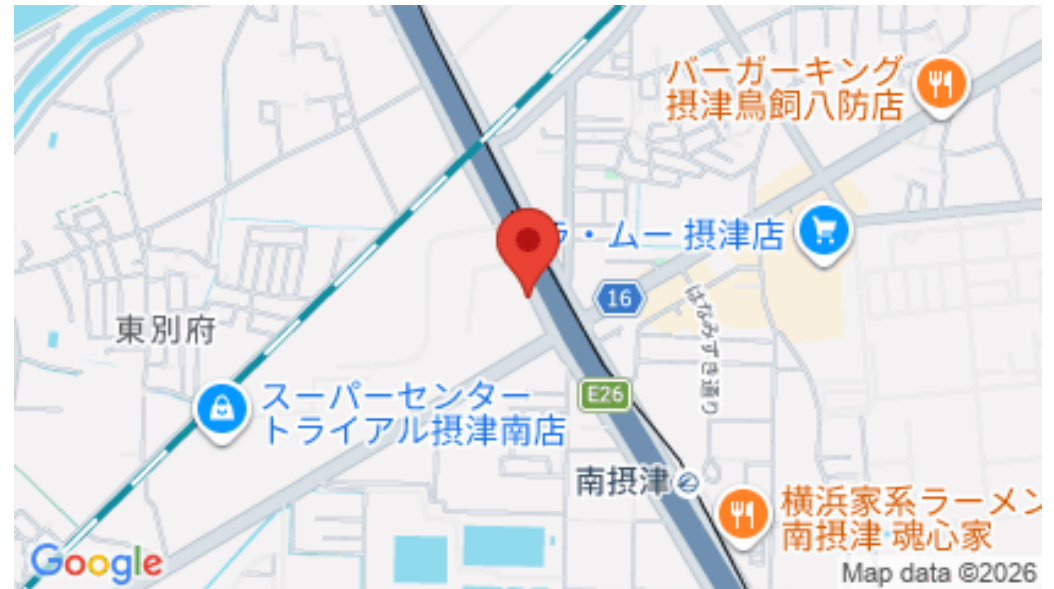 バーガーキング
摂津鳥飼八防店
ラ・ムー 摂津店
16
はなみずき通り
東別府
E26
スーパーセンター
トライアル摂津南店
南摂津
横浜家系ラーメン
南摂津 魂心家
Google
Map data ©2026